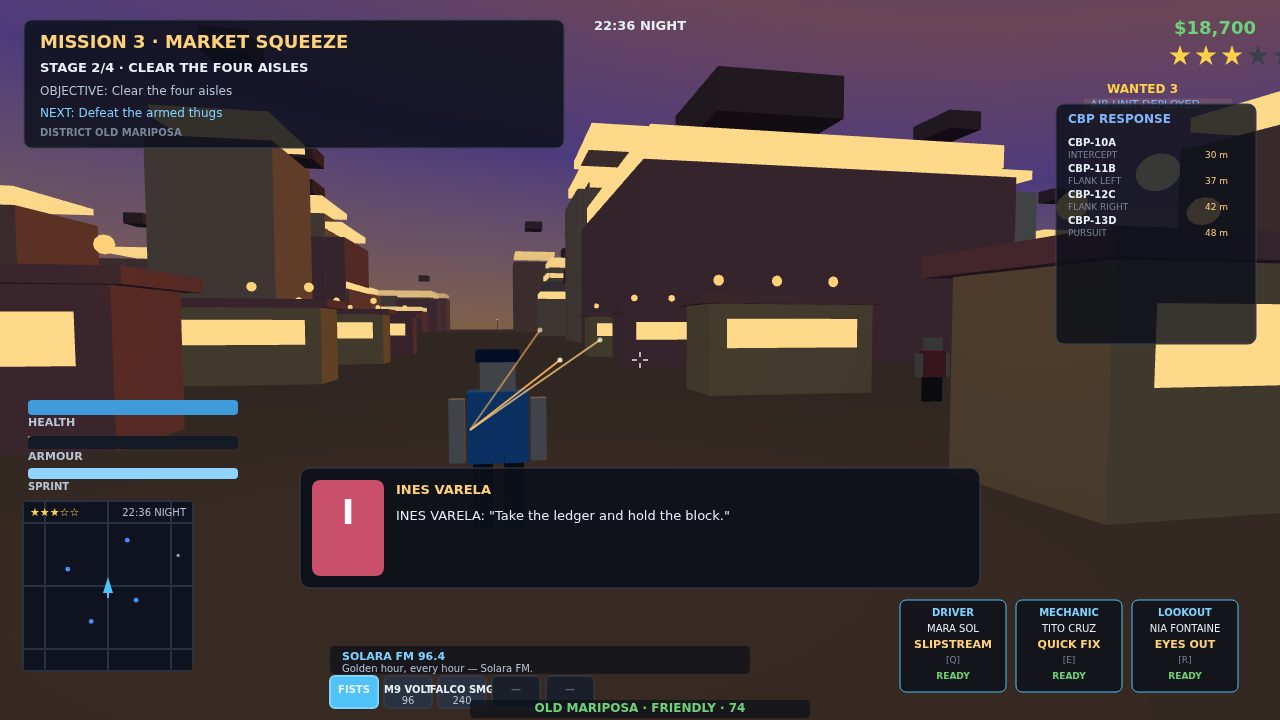 MISSION 3 · MARKET SQUEEZE
STAGE 2/4 · CLEAR THE FOUR AISLES
OBJECTIVE: Clear the four aisles
NEXT: Defeat the armed thugs
DISTRICT OLD MARIPOSA
22:36 NIGHT
$18,700
★★★★
WANTED 3
AIR UNIT DEPLOYED
CBP RESPONSE
CBP-10A
INTERCEPT 30 m
CBP-11B
FLANK LEFT 37 m
CBP-12C
FLANK RIGHT 42 m
CBP-13D
PURSUIT 48 m
HEALTH
ARMOUR
SPRINT
★★★☆☆ 22:36 NIGHT
I
INES VARELA
INES VARELA: "Take the ledger and hold the block."
DRIVER
MARA SOL
SLIPSTREAM
[Q]
READY
MECHANIC
TITO CRUZ
QUICK FIX
[E]
READY
LOOKOUT
NIA FONTAINE
EYES OUT
[R]
READY
SOLARA FM 96.4
Golden hour, every hour — Solara FM.
FISTS
M9 VOLT
96
FALCO SMG
240
—
—
OLD MARIPOSA · FRIENDLY · 74